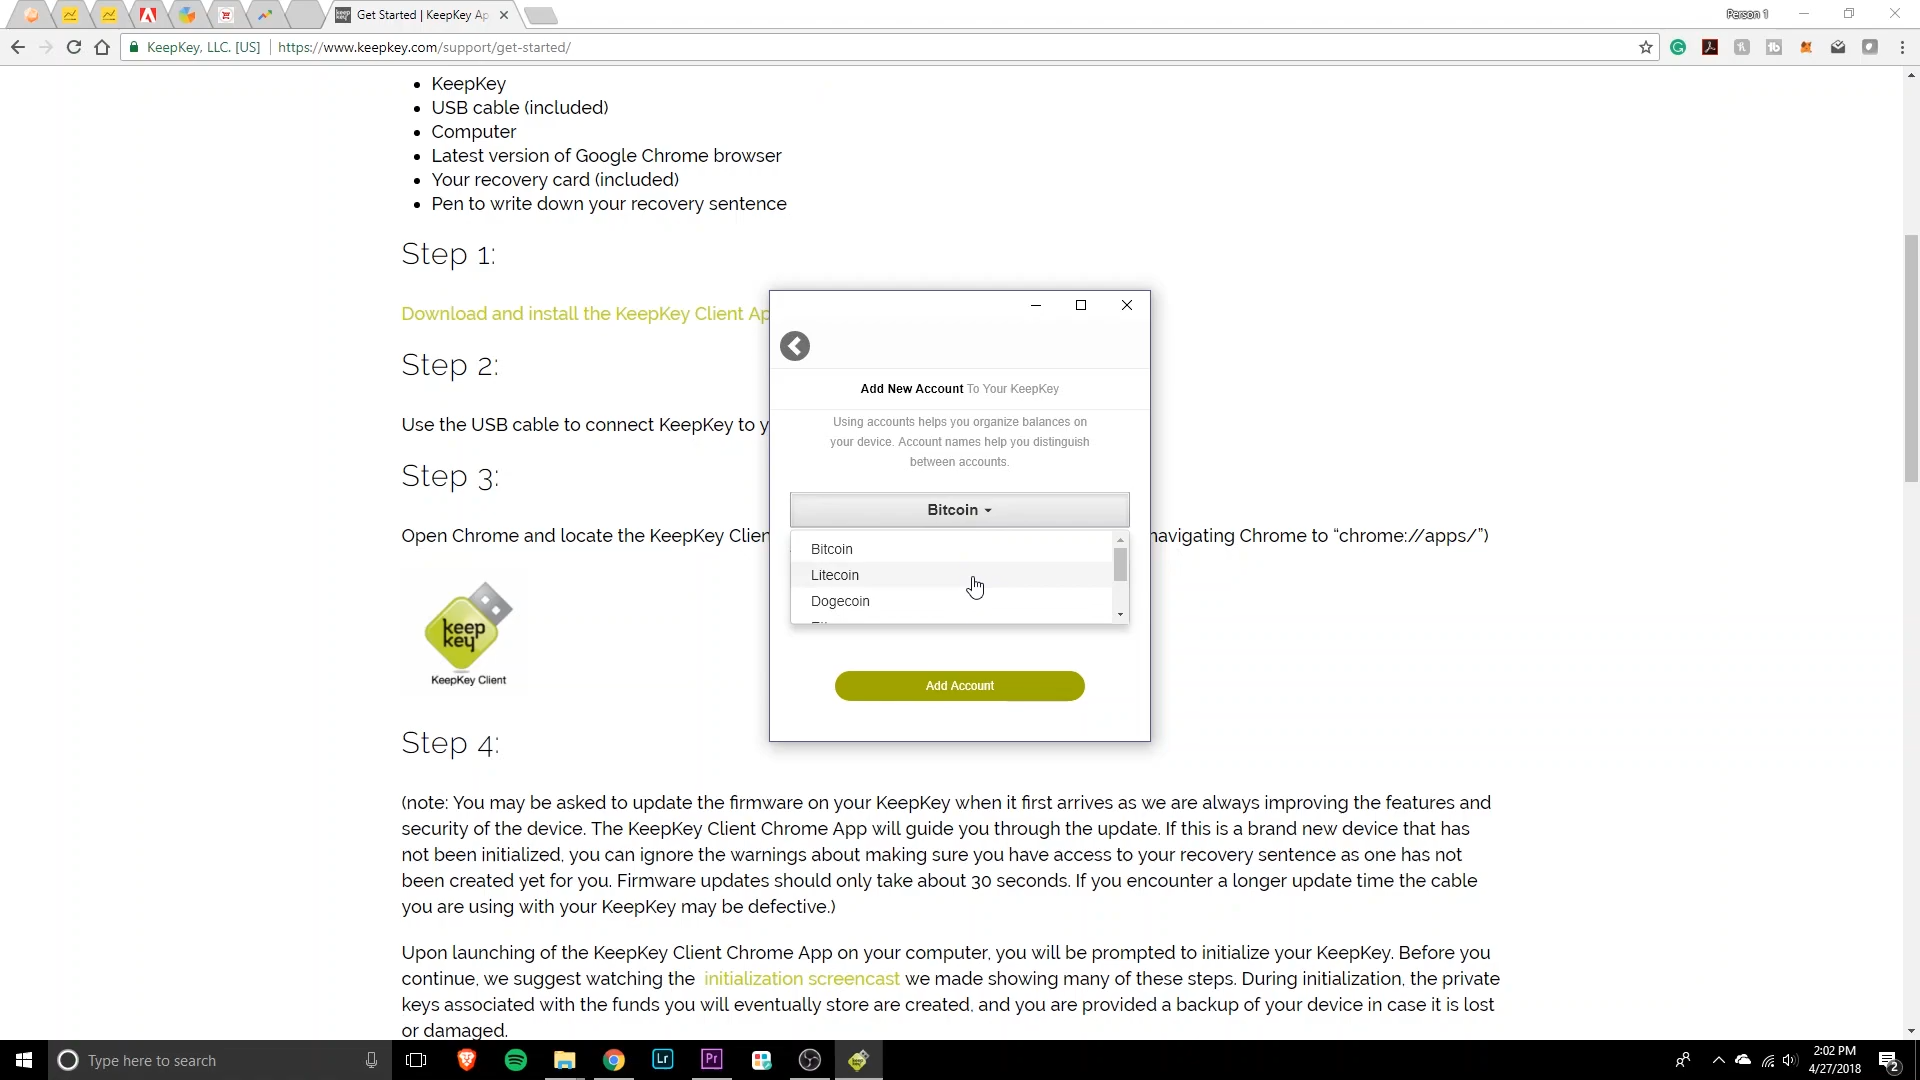 Get Started | KeepKey Ap
Person 1
KeepKey, LLC. [US]
https://www.keepkey.com/support/get-started/
KeepKey
USB cable (included)
Computer
Latest version of Google Chrome browser
Your recovery card (included)
Pen to write down your recovery sentence
Step 1:
Download and install the KeepKey Client Ap
Step 2:
Use the USB cable to connect KeepKey to y
Step 3:
Open Chrome and locate the KeepKey Clien
navigating Chrome to “chrome://apps/”)
keep
key
KeepKey Client
Add New Account To Your KeepKey
Using accounts helps you organize balances on
your device. Account names help you distinguish
between accounts.
Bitcoin
Bitcoin
Litecoin
Dogecoin
Add Account
Step 4:
(note: You may be asked to update the firmware on your KeepKey when it first arrives as we are always improving the features and
security of the device. The KeepKey Client Chrome App will guide you through the update. If this is a brand new device that has
not been initialized, you can ignore the warnings about making sure you have access to your recovery sentence as one has not
been created yet for you. Firmware updates should only take about 30 seconds. If you encounter a longer update time the cable
you are using with your KeepKey may be defective.)
Upon launching of the KeepKey Client Chrome App on your computer, you will be prompted to initialize your KeepKey. Before you
continue, we suggest watching the initialization screencast we made showing many of these steps. During initialization, the private
keys associated with the funds you will eventually store are created, and you are provided a backup of your device in case it is lost
or damaged.
Type here to search
Lr
Pr
2:02 PM
4/27/2018
2